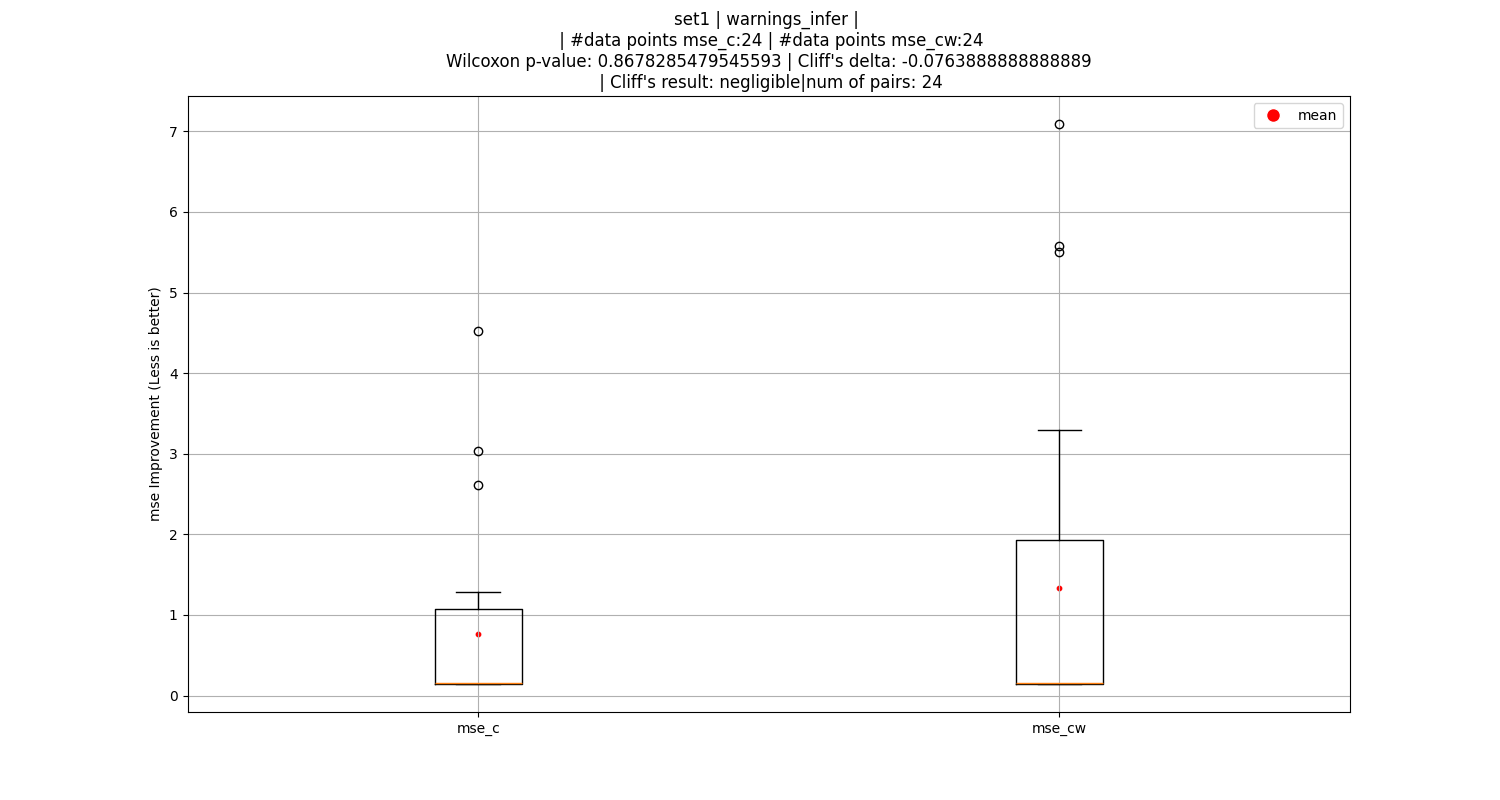 set1 | warnings_infer |
| #data points mse_c:24 | #data points mse_cw:24
Wilcoxon p-value: 0.8678285479545593 | Cliff's delta: -0.0763888888888889
| Cliff's result: negligible|num of pairs: 24
mean
7
6
5
4
3
2
1
0
mse Improvement (Less is better)
mse_c
mse_cw